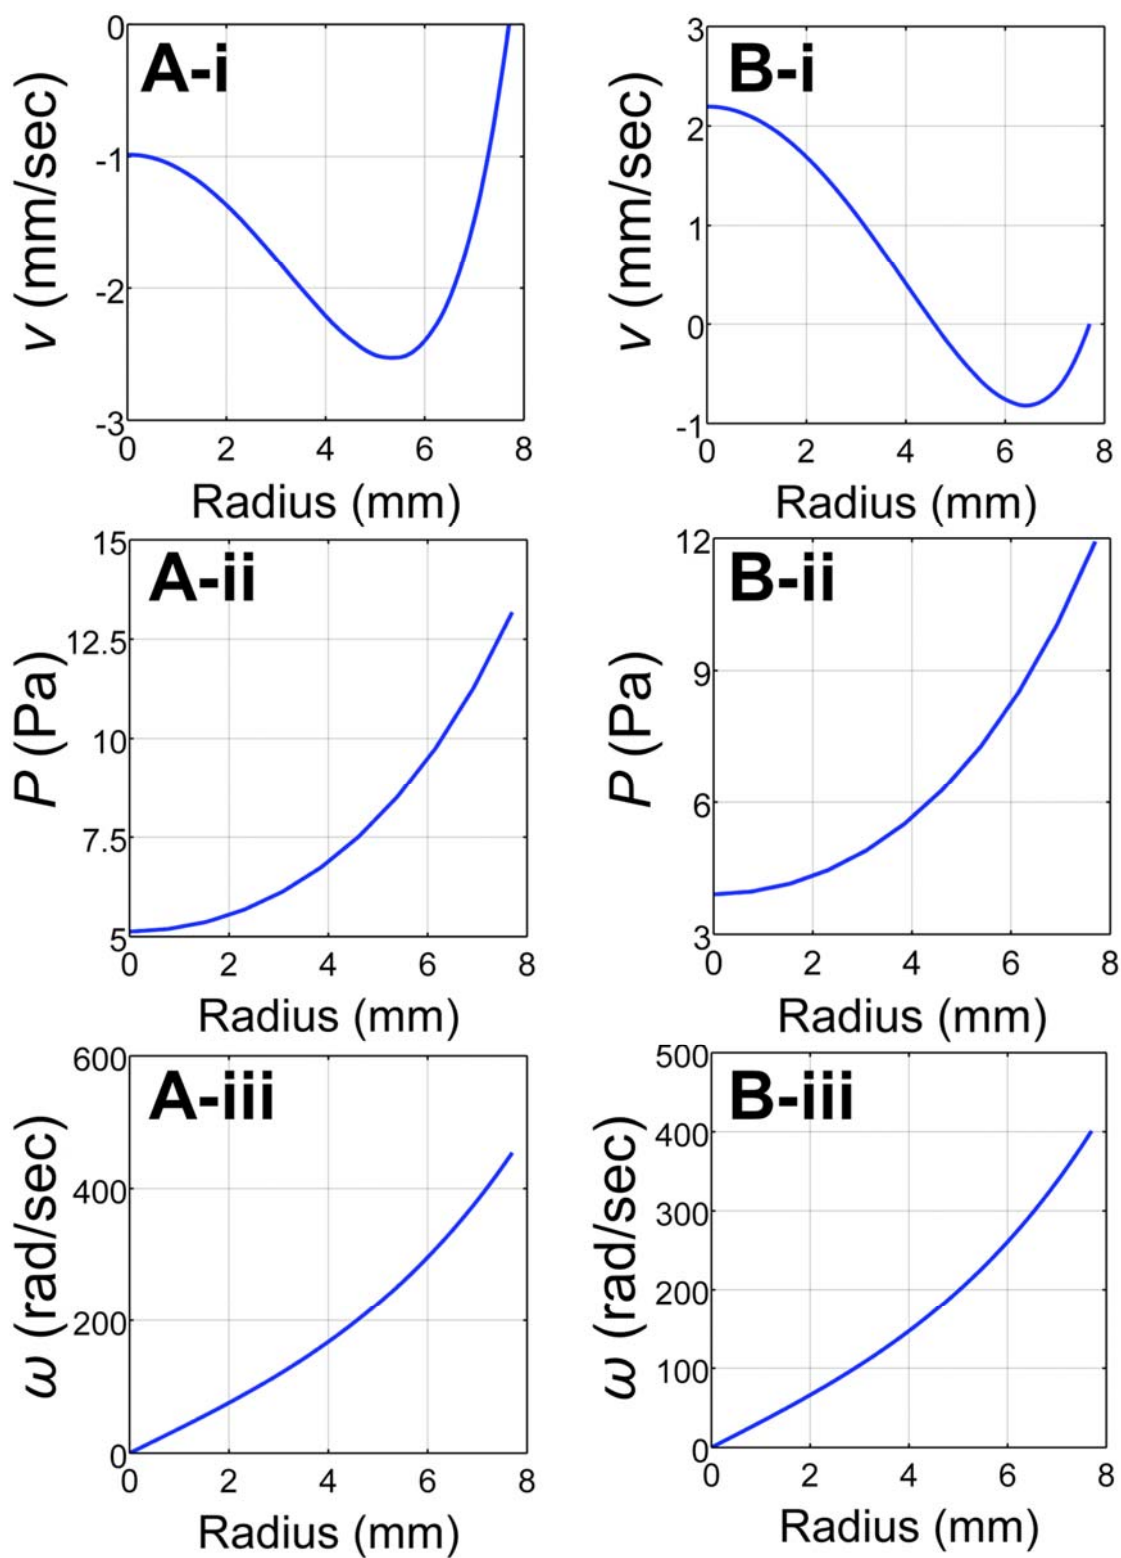 A-i
v (mm/sec)
0
-1
-2
-3
0 2 4 6 8
Radius (mm)
B-i
v (mm/sec)
3
2
1
0
-1
0 2 4 6 8
Radius (mm)
A-ii
P (Pa)
15
12.5
10
7.5
5
0 2 4 6 8
Radius (mm)
B-ii
P (Pa)
12
9
6
3
0 2 4 6 8
Radius (mm)
A-iii
ω (rad/sec)
600
400
200
0
0 2 4 6 8
Radius (mm)
B-iii
ω (rad/sec)
500
400
300
200
100
0
0 2 4 6 8
Radius (mm)